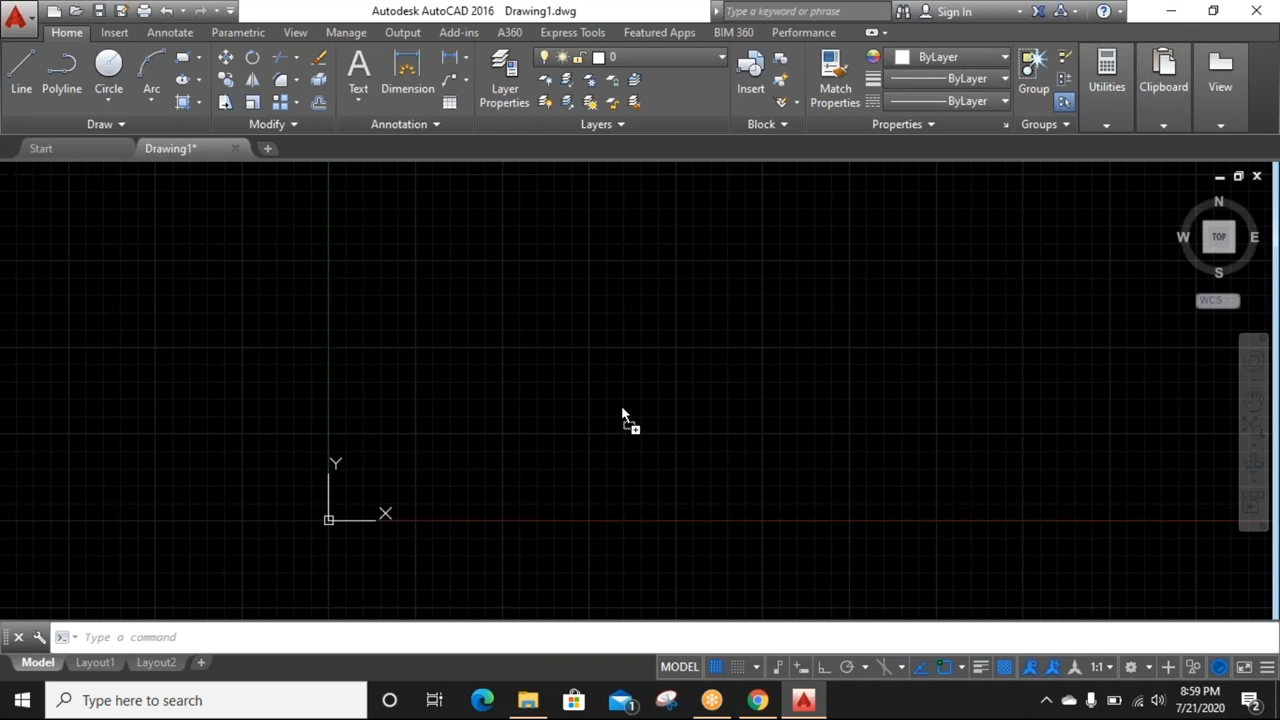 Autodesk AutoCAD 2016 Drawing1.dwg
Type a keyword or phrase
Sign In
Home Insert Annotate Parametric View Manage Output Add-ins A360 Express Tools Featured Apps BIM 360 Performance
0
ByLayer
ByLayer
ByLayer
Line Polyline Circle Arc Text Dimension Layer Properties Insert Match Properties Group Utilities Clipboard View
Draw Modify Annotation Layers Block Properties Groups
Start Drawing1*
N
W TOP E
S
WCS
Y
X
Type a command
Model Layout1 Layout2
MODEL 1:1
Type here to search
1
8:59 PM
7/21/2020
2